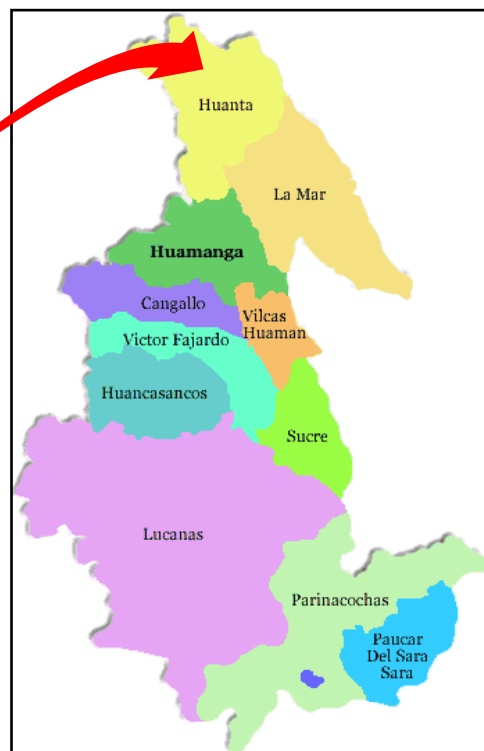 Huanta
La Mar
Huamanga
Cangallo
Vilcas
Huaman
Victor Fajardo
Huancasancos
Sucre
Lucanas
Parinacochas
Paucar
Del Sara
Sara